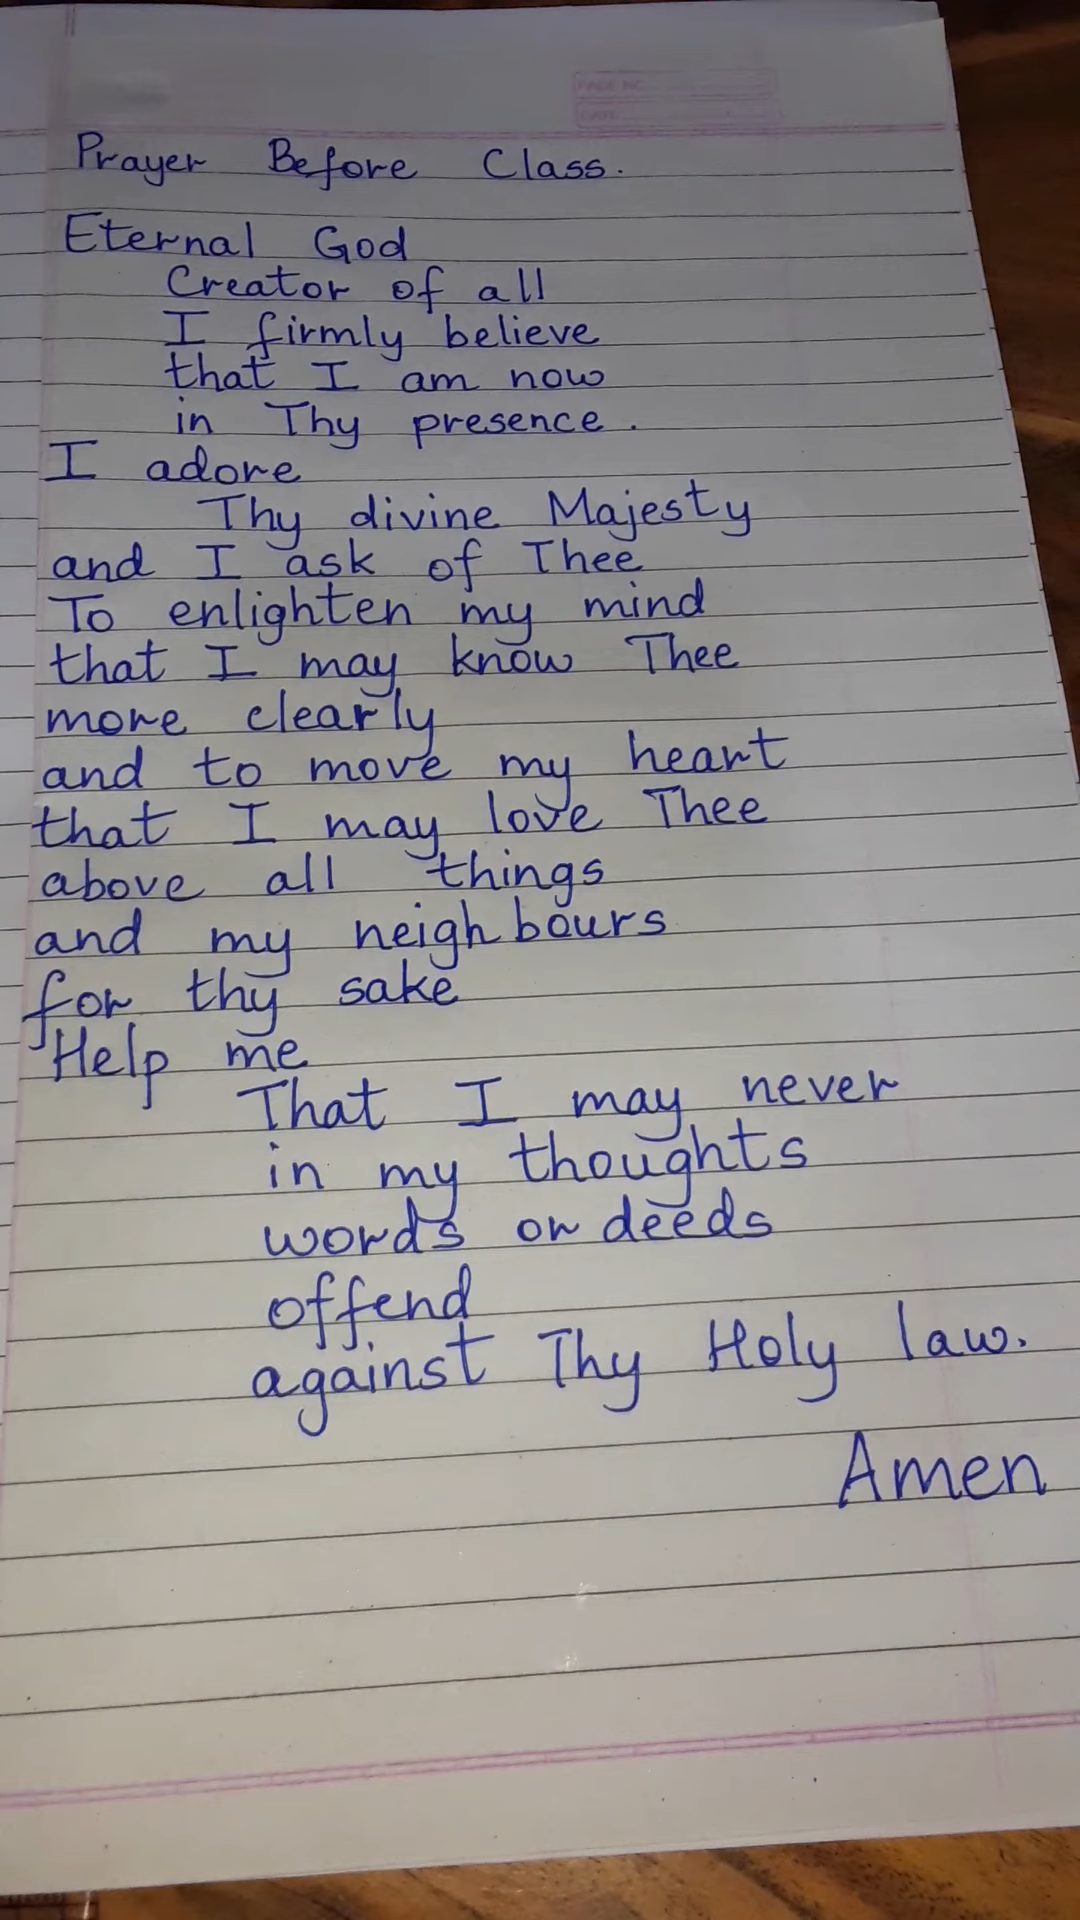 PAGE NO.
DATE
Prayer Before Class.
Eternal God
Creator of all
I firmly believe
that I am now
in Thy presence.
I adore
Thy divine Majesty
and I ask of Thee
To enlighten my mind
that I may know Thee
more clearly
and to move my heart
that I may love Thee
above all things
and my neighbours
for thy sake
Help me
That I may never
in my thoughts
words or deeds
offend
against Thy Holy law.
Amen